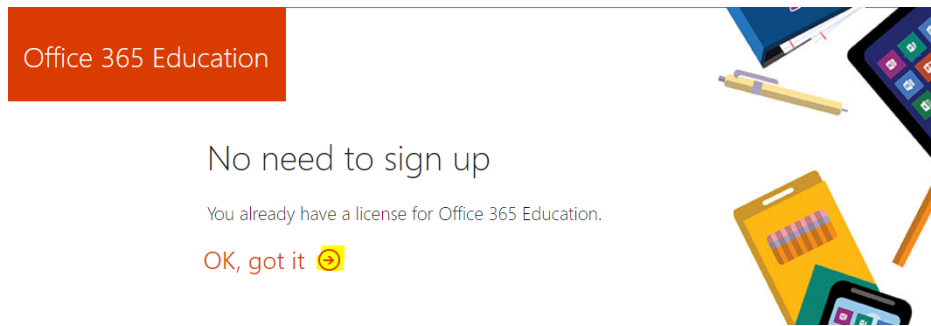 Office 365 Education
No need to sign up
You already have a license for Office 365 Education.
OK, got it